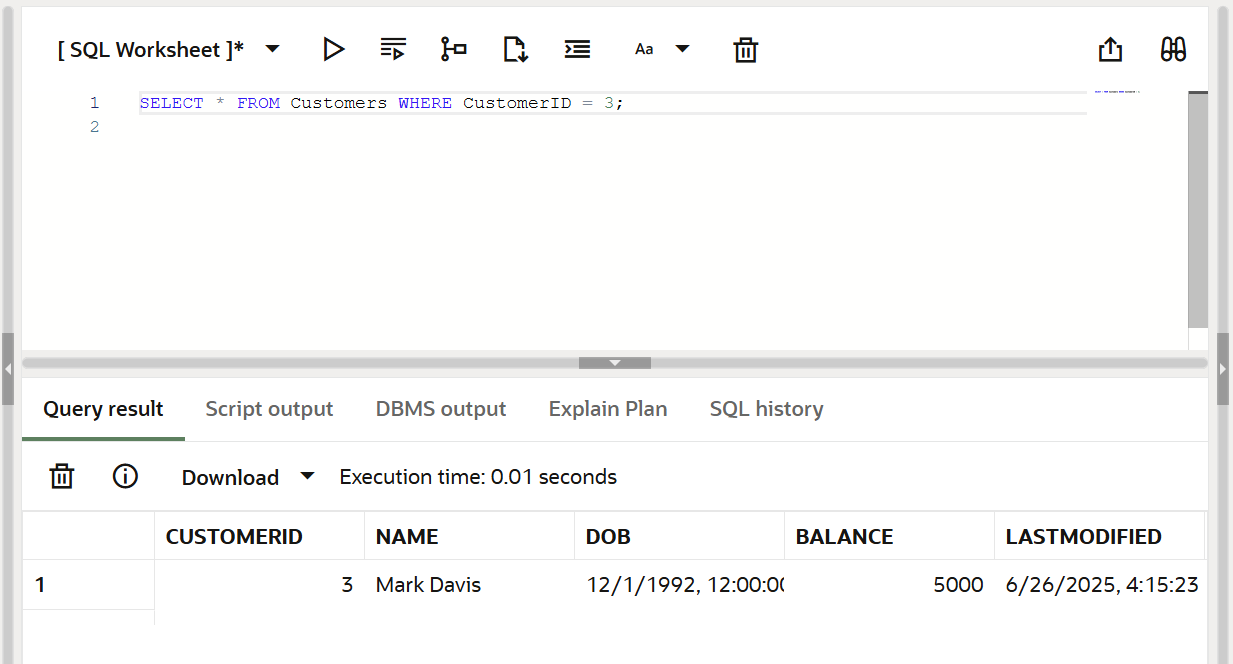 [ SQL Worksheet ]* Aa
1 SELECT * FROM Customers WHERE CustomerID = 3;
2
Query result Script output DBMS output Explain Plan SQL history
Download Execution time: 0.01 seconds
CUSTOMERID NAME DOB BALANCE LASTMODIFIED
1 3 Mark Davis 12/1/1992, 12:00:00 5000 6/26/2025, 4:15:23